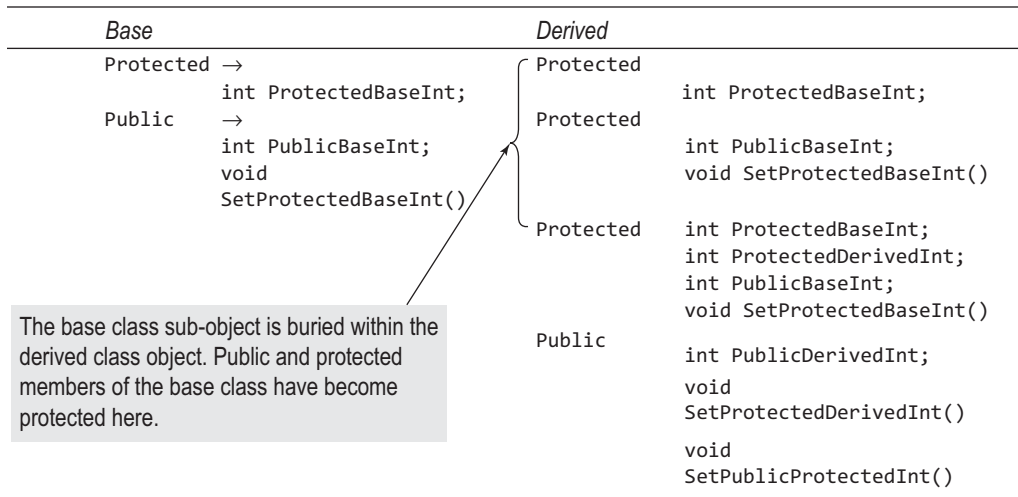 Base Derived
Protected → Protected
int ProtectedBaseInt; int ProtectedBaseInt;
Public → Protected
int PublicBaseInt; int PublicBaseInt;
void void SetProtectedBaseInt()
SetProtectedBaseInt()
Protected int ProtectedBaseInt;
int ProtectedDerivedInt;
int PublicBaseInt;
void SetProtectedBaseInt()
The base class sub-object is buried within the
derived class object. Public and protected
members of the base class have become
protected here.
Public int PublicDerivedInt;
void
SetProtectedDerivedInt()
void
SetPublicProtectedInt()